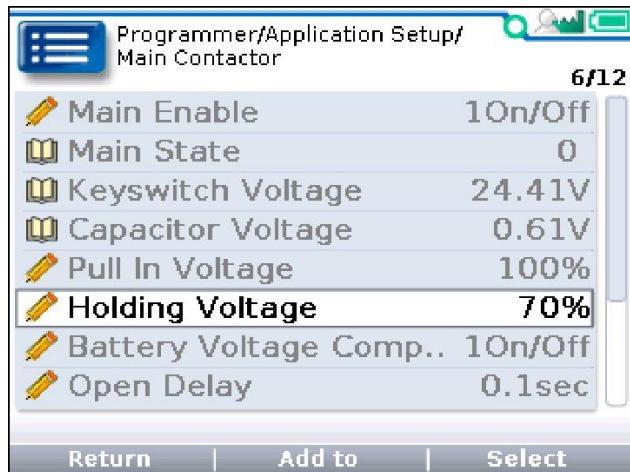 Programmer/Application Setup/
Main Contactor
6/12
Main Enable 1On/Off
Main State 0
Keyswitch Voltage 24.41V
Capacitor Voltage 0.61V
Pull In Voltage 100%
Holding Voltage 70%
Battery Voltage Comp.. 1On/Off
Open Delay 0.1sec
Return | Add to | Select